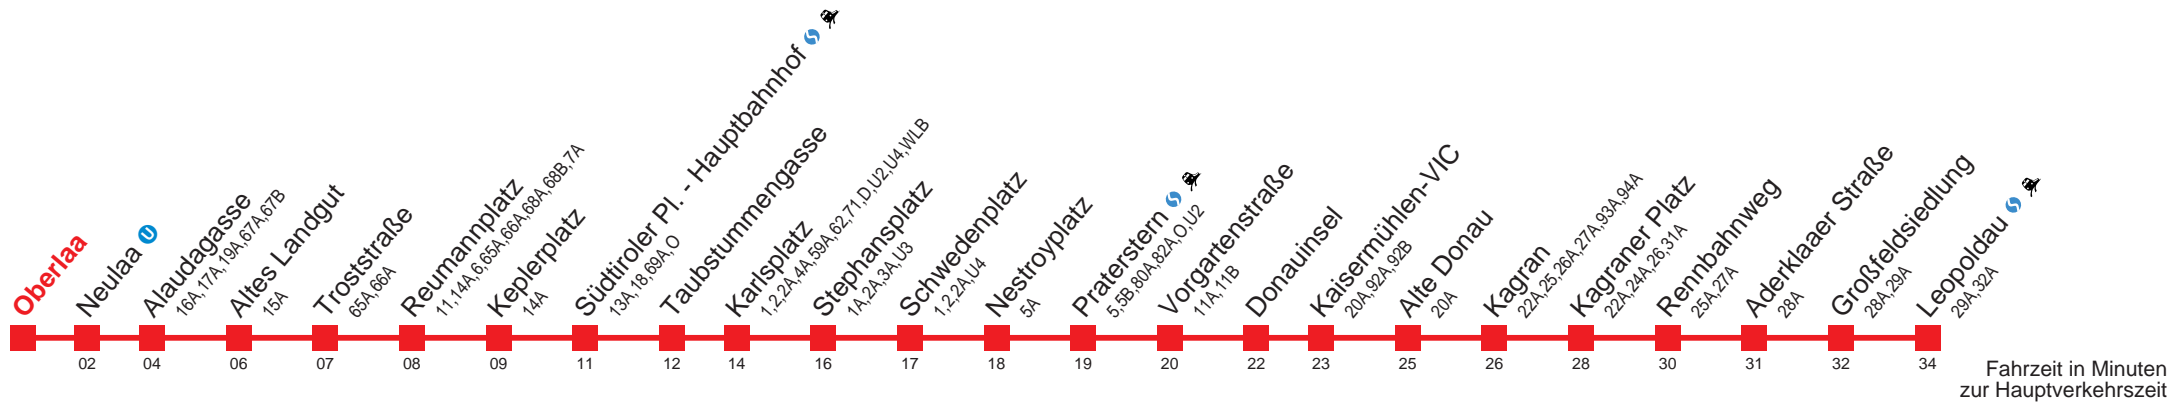 Oberlaa
Neulaa U
02
Alaudagasse
16A,17A,19A,67A,67B
04
Altes Landgut
15A
06
Troststraße
65A,66A
07
Reumannplatz
11,14A,6,65A,66A,68A,68B,7A
08
Keplerplatz
14A
09
Südtiroler Pl. - Hauptbahnhof
13A,18,69A,O
11
Taubstummengasse
12
Karlsplatz
1,2,2A,4A,59A,62,71,D,U2,U4,WLB
14
Stephansplatz
1A,2A,3A,U3
16
Schwedenplatz
1,2,2A,U4
17
Nestroyplatz
5A
18
Praterstern
5,5B,80A,82A,O,U2
19
Vorgartenstraße
11A,11B
20
Donauinsel
22
Kaisermühlen-VIC
20A,92A,92B
23
Alte Donau
20A
25
Kagran
22A,25,26A,27A,93A,94A
26
Kagraner Platz
22A,24A,26,31A
28
Rennbahnweg
25A,27A
30
Aderklaaer Straße
28A
31
Großfeldsiedlung
28A,29A
32
Leopoldau
29A,32A
34
Fahrzeit in Minuten
zur Hauptverkehrszeit